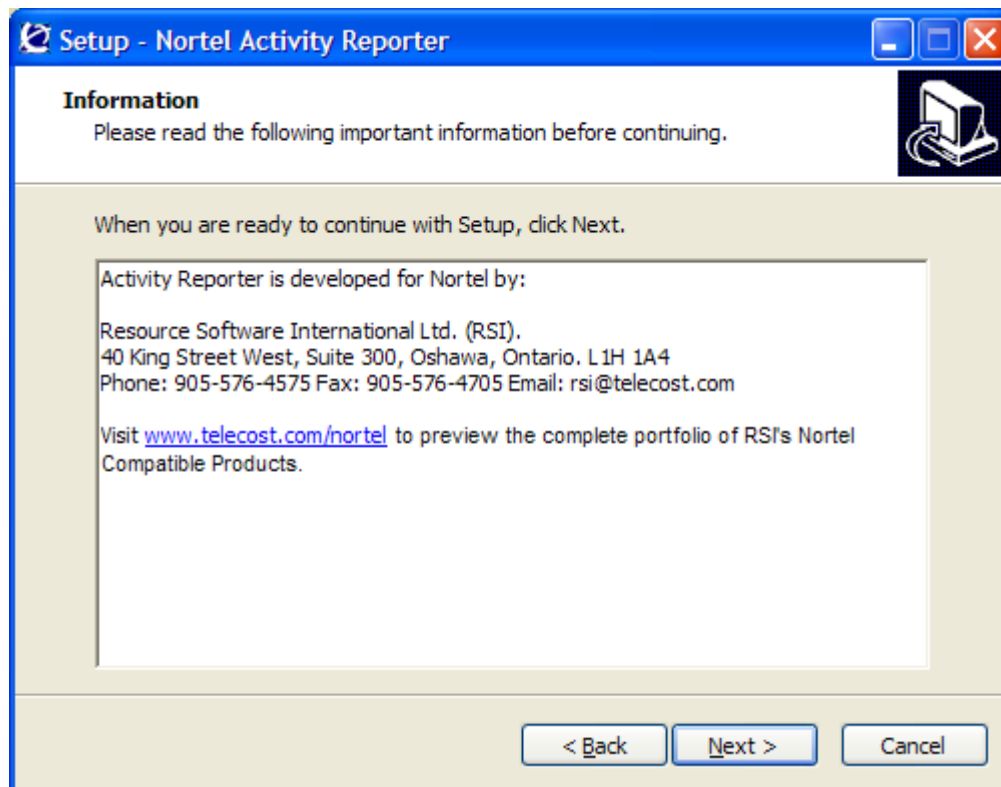 Setup - Nortel Activity Reporter
Information
Please read the following important information before continuing.
When you are ready to continue with Setup, click Next.
Activity Reporter is developed for Nortel by:
Resource Software International Ltd. (RSI).
40 King Street West, Suite 300, Oshawa, Ontario. L1H 1A4
Phone: 905-576-4575 Fax: 905-576-4705 Email: rsi@telecost.com
Visit www.telecost.com/nortel to preview the complete portfolio of RSI's Nortel
Compatible Products.
< Back
Next >
Cancel